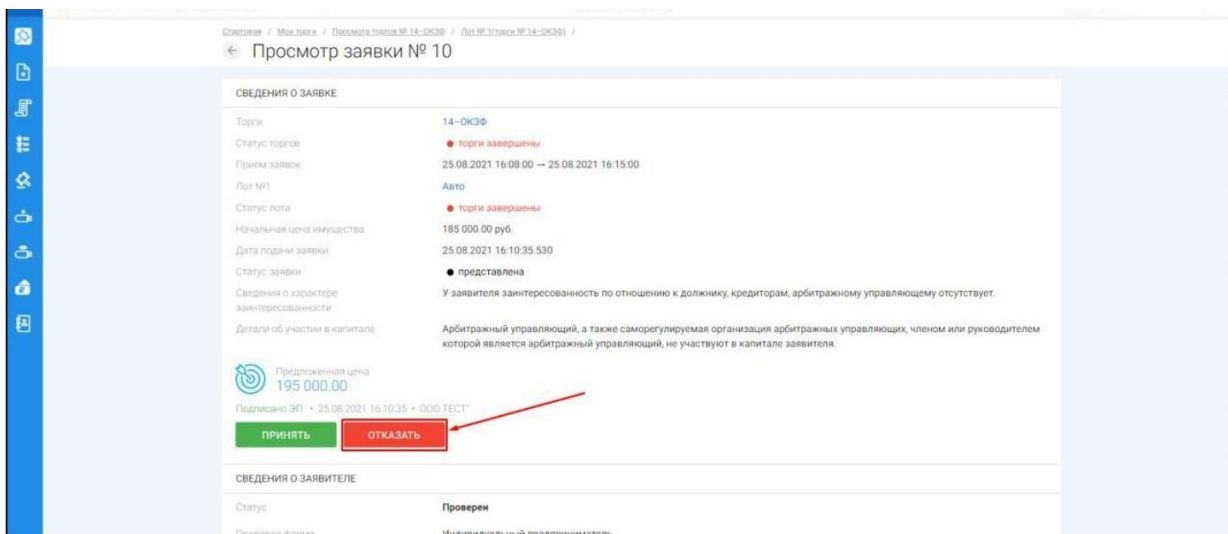 Стартовая / Мои торги / Просмотр торгов № 14-ОКЗФ / Лот № 1(торги № 14-ОКЗФ) /
← Просмотр заявки № 10
СВЕДЕНИЯ О ЗАЯВКЕ
Торги 14-ОКЗФ
Статус торгов торги завершены
Прием заявок 25.08.2021 16:08:00 → 25.08.2021 16:15:00
Лот №1 Авто
Статус лота торги завершены
Начальная цена имущества 185 000.00 руб.
Дата подачи заявки 25.08.2021 16:10:35.530
Статус заявки представлена
Сведения о характере У заявителя заинтересованность по отношению к должнику, кредиторам, арбитражному управляющему отсутствует.
заинтересованности
Детали об участии в капитале Арбитражный управляющий, а также саморегулируемая организация арбитражных управляющих, членом или руководителем
которой является арбитражный управляющий, не участвуют в капитале заявителя.
Предложенная цена
195 000.00
Подписано ЭП • 25.08.2021 16:10:35 • ООО ТЕСТ"
ПРИНЯТЬ ОТКАЗАТЬ
СВЕДЕНИЯ О ЗАЯВИТЕЛЕ
Статус Проверен
Правовая форма Индивидуальный предприниматель